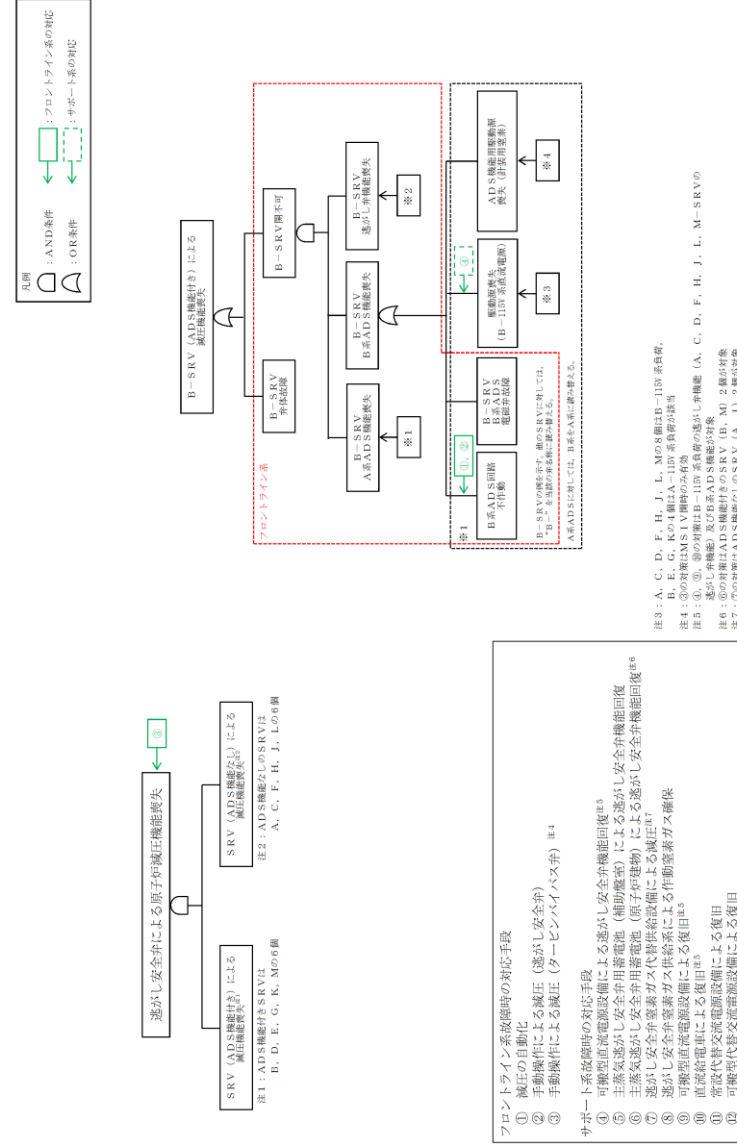 凡例
：AND条件
：フロントライン系の対応
：OR条件
：サポート系の対応
逃がし安全弁による原子炉減圧機能喪失
③
SRV（ADS機能付き）による
減圧機能喪失注1
注1：ADS機能付きSRVは
B，D，E，G，K，Mの6個
SRV（ADS機能なし）による
減圧機能喪失注2
注2：ADS機能なしのSRVは
A，C，F，H，J，Lの6個
B－SRV（ADS機能付き）による
減圧機能喪失
フロントライン系
B－SRV
弁体故障
B－SRV開不可
B－SRV
A系ADS機能喪失
※1
B－SRV
B系ADS機能喪失
B－SRV
逃がし弁機能喪失
※2
※1
①，②
B系ADS回路
不作動
B－SRV
B系ADS
電磁弁故障
④
駆動源喪失
（B－115V系直流電源）
※3
ADS機能用駆動源
喪失（計装用窒素）
※4
B－SRVの例を示す。他のSRVに対しては，
“B－”を当該の弁名称に読み替える。
A系ADSに対しては，B系をA系に読み替える。
フロントライン系故障時の対応手段
① 減圧の自動化
② 手動操作による減圧（逃がし安全弁）
③ 手動操作による減圧（タービンバイパス弁）注4
サポート系故障時の対応手段
④ 可搬型直流電源設備による逃がし安全弁機能回復注5
⑤ 主蒸気逃がし安全弁用蓄電池（補助盤室）による逃がし安全弁機能回復
⑥ 主蒸気逃がし安全弁用蓄電池（原子炉建物）による逃がし安全弁機能回復注6
⑦ 逃がし安全弁窒素ガス代替供給設備による減圧注7
⑧ 逃がし安全弁窒素ガス供給系による作動窒素ガス確保
⑨ 可搬型直流電源設備による復旧注5
⑩ 直流給電車による復旧注5
⑪ 常設代替交流電源設備による復旧
⑫ 可搬型代替交流電源設備による復旧
注3：A，C，D，F，H，J，L，Mの8個はB－115V系負荷，
B，E，G，Kの4個はA－115V系負荷が該当
注4：③の対策はMSIV開時のみ有効
注5：④，⑨，⑩の対策はB－115V系負荷の逃がし弁機能（A，C，D，F，H，J，L，M－SRVの
逃がし弁機能）及びB系ADS機能が対象
注6：⑥の対策はADS機能付きのSRV（B，M）2個が対象
注7：⑦の対策はADS機能なしのSRV（A，J）2個が対象